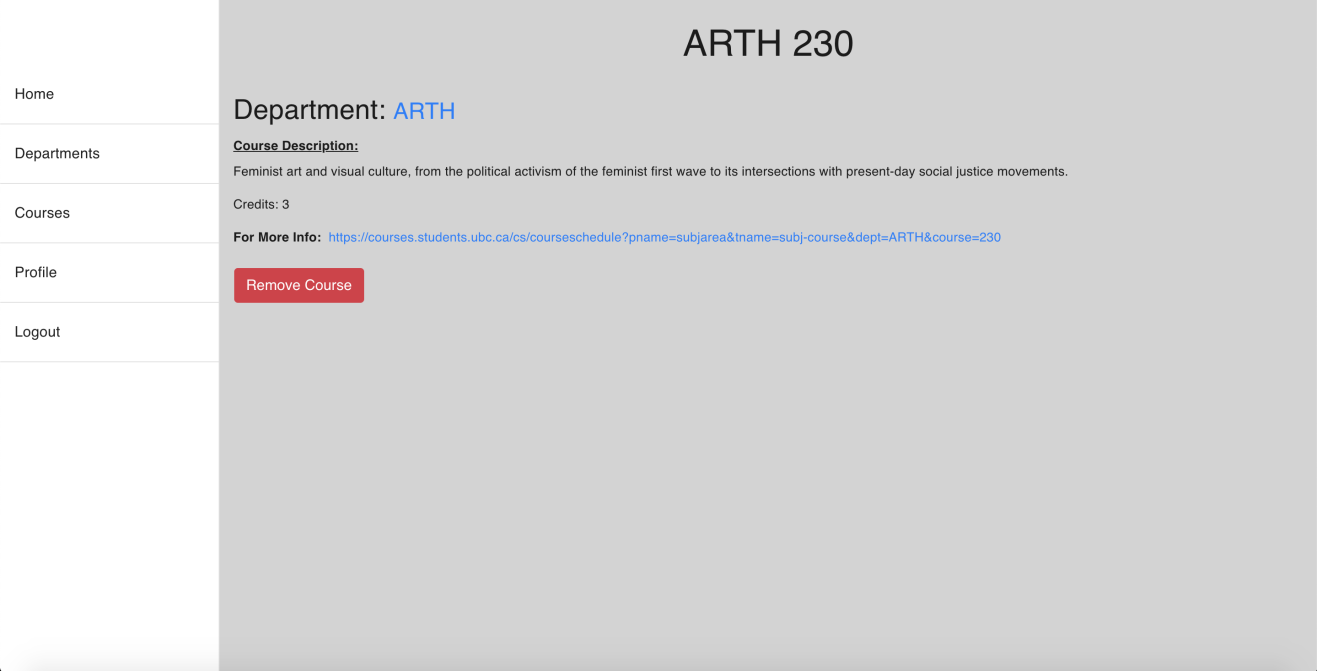 ARTH 230
Home
Departments
Courses
Profile
Logout
Department: ARTH
Course Description:
Feminist art and visual culture, from the political activism of the feminist first wave to its intersections with present-day social justice movements.
Credits: 3
For More Info: https://courses.students.ubc.ca/cs/courseschedule?pname=subjarea&tname=subj-course&dept=ARTH&course=230
Remove Course